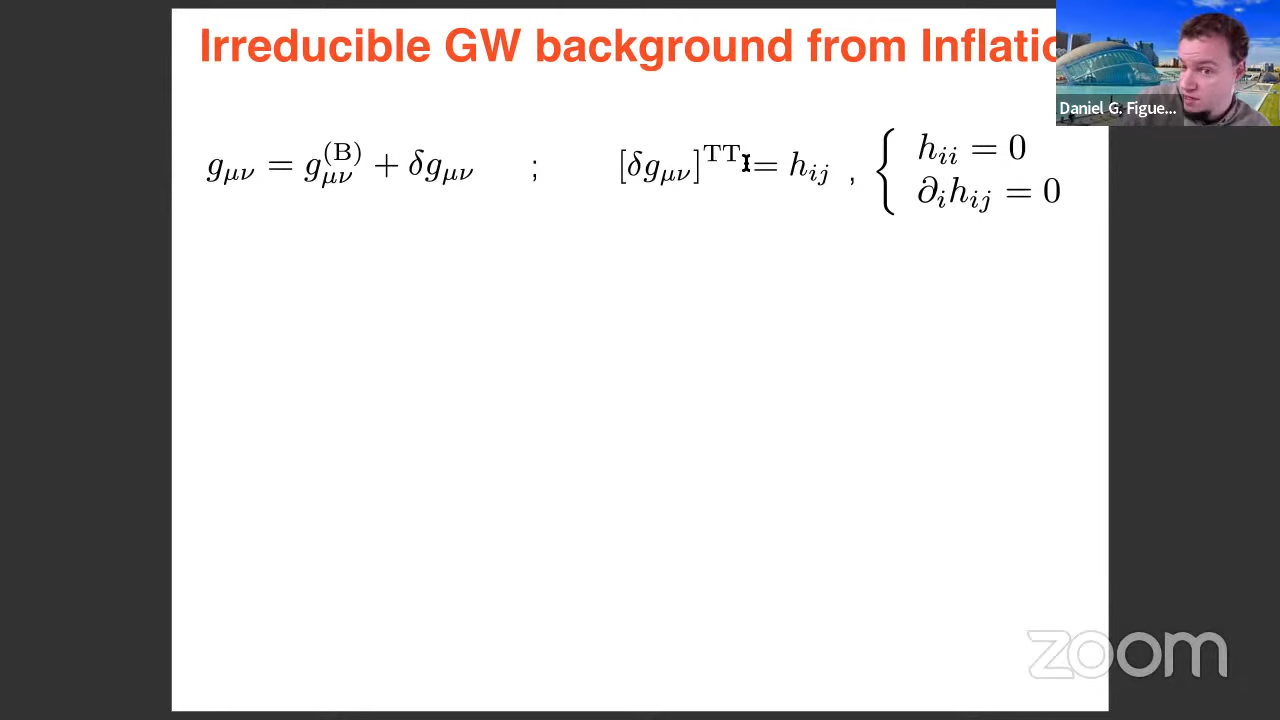 Irreducible GW background from Inflatio
Daniel G. Figue...
g_{μν} = g_{μν}^{(B)} + δg_{μν} ; [δg_{μν}]^{TT} = h_{ij} , { h_{ii} = 0
∂_i h_{ij} = 0
zoom